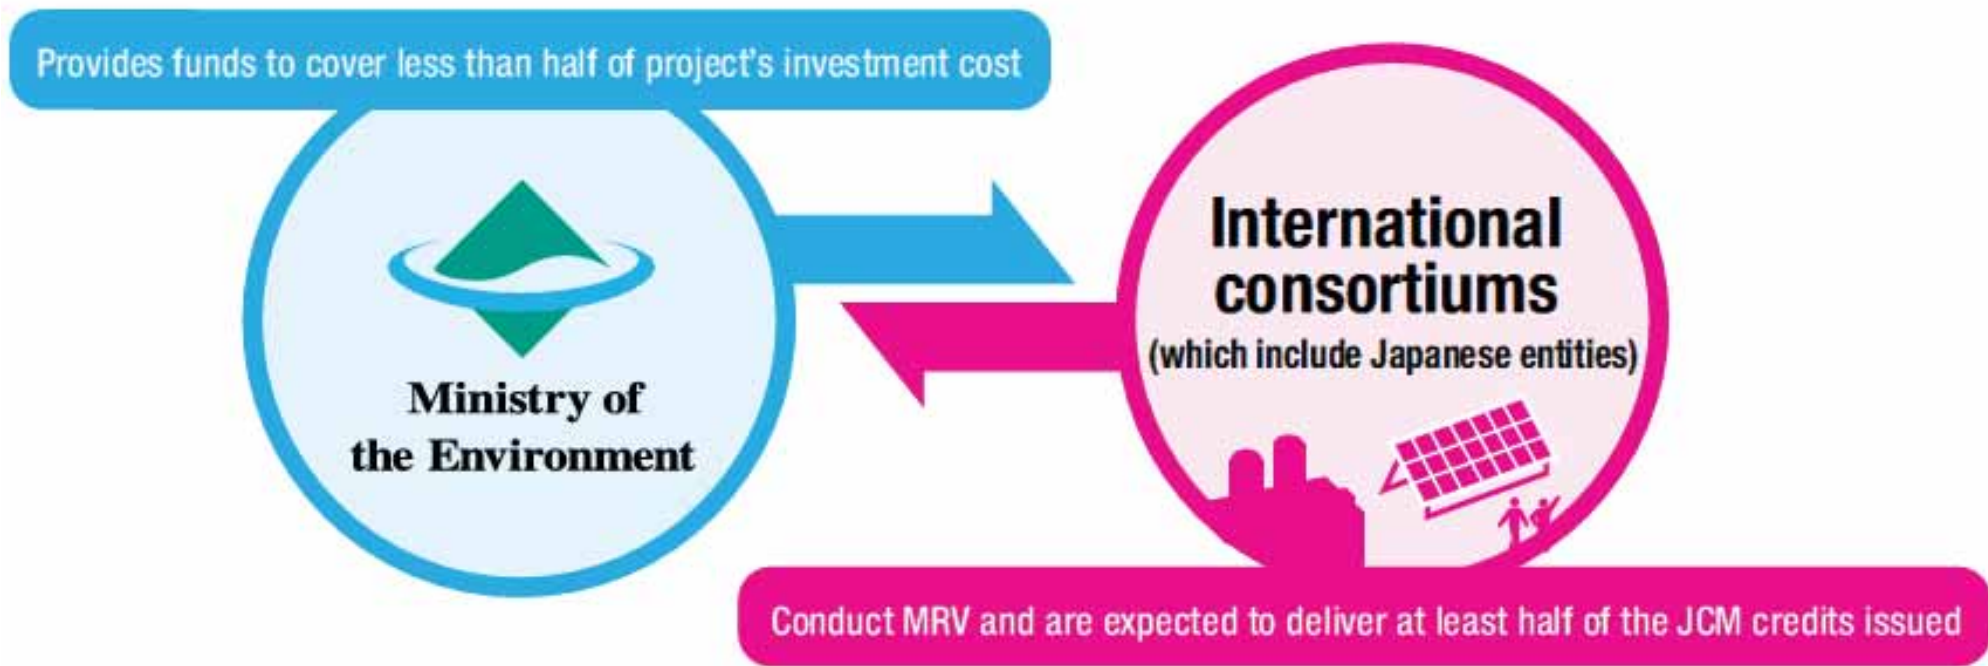 Provides funds to cover less than half of project's investment cost
Ministry of
the Environment
International
consortiums
(which include Japanese entities)
Conduct MRV and are expected to deliver at least half of the JCM credits issued